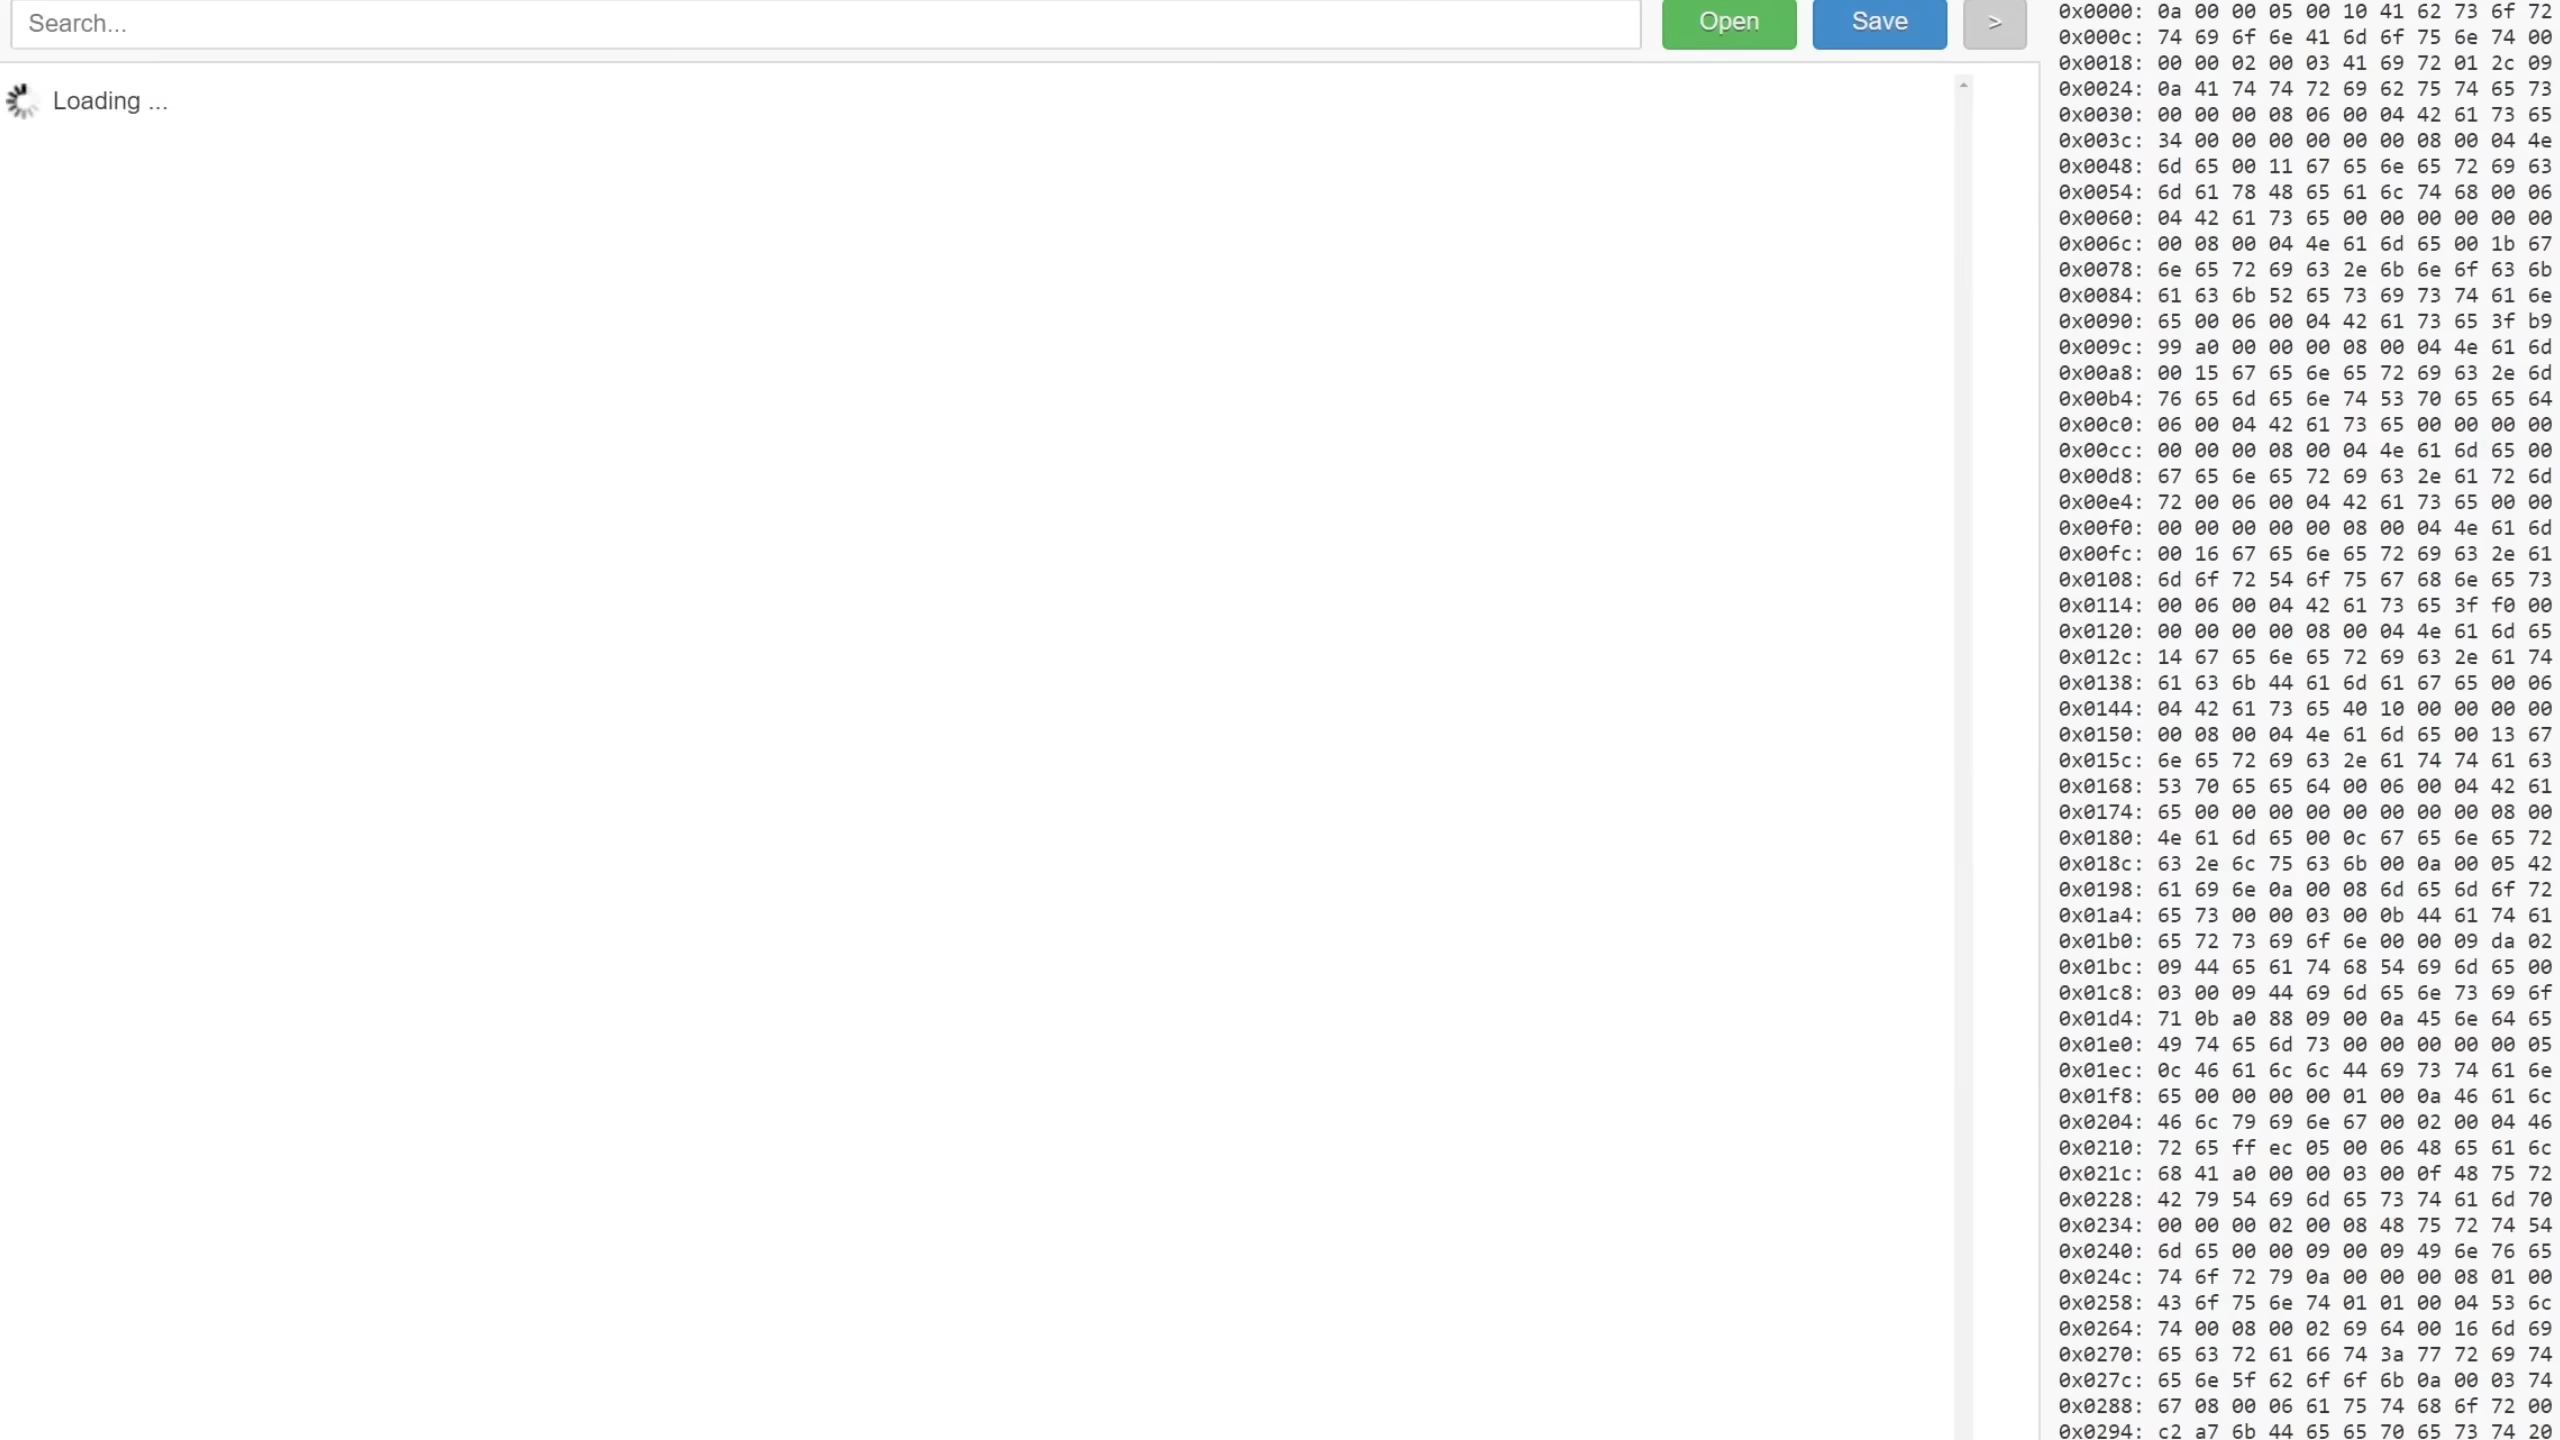 Search...
Open
Save
>
Loading ...
0x0000: 0a 00 00 05 00 10 41 62 73 6f 72
0x000c: 74 69 6f 6e 41 6d 6f 75 6e 74 00
0x0018: 00 00 02 00 03 41 69 72 01 2c 09
0x0024: 0a 41 74 74 72 69 62 75 74 65 73
0x0030: 00 00 00 08 06 00 04 42 61 73 65
0x003c: 34 00 00 00 00 00 00 08 00 04 4e
0x0048: 6d 65 00 11 67 65 6e 65 72 69 63
0x0054: 6d 61 78 48 65 61 6c 74 68 00 06
0x0060: 04 42 61 73 65 00 00 00 00 00 00
0x006c: 00 08 00 04 4e 61 6d 65 00 1b 67
0x0078: 6e 65 72 69 63 2e 6b 6e 6f 63 6b
0x0084: 61 63 6b 52 65 73 69 73 74 61 6e
0x0090: 65 00 06 00 04 42 61 73 65 3f b9
0x009c: 99 a0 00 00 00 08 00 04 4e 61 6d
0x00a8: 00 15 67 65 6e 65 72 69 63 2e 6d
0x00b4: 76 65 6d 65 6e 74 53 70 65 65 64
0x00c0: 06 00 04 42 61 73 65 00 00 00 00
0x00cc: 00 00 00 08 00 04 4e 61 6d 65 00
0x00d8: 67 65 6e 65 72 69 63 2e 61 72 6d
0x00e4: 72 00 06 00 04 42 61 73 65 00 00
0x00f0: 00 00 00 00 00 08 00 04 4e 61 6d
0x00fc: 00 16 67 65 6e 65 72 69 63 2e 61
0x0108: 6d 6f 72 54 6f 75 67 68 6e 65 73
0x0114: 00 06 00 04 42 61 73 65 3f f0 00
0x0120: 00 00 00 00 08 00 04 4e 61 6d 65
0x012c: 14 67 65 6e 65 72 69 63 2e 61 74
0x0138: 61 63 6b 44 61 6d 61 67 65 00 06
0x0144: 04 42 61 73 65 40 10 00 00 00 00
0x0150: 00 08 00 04 4e 61 6d 65 00 13 67
0x015c: 6e 65 72 69 63 2e 61 74 74 61 63
0x0168: 53 70 65 65 64 00 06 00 04 42 61
0x0174: 65 00 00 00 00 00 00 00 00 08 00
0x0180: 4e 61 6d 65 00 0c 67 65 6e 65 72
0x018c: 63 2e 6c 75 63 6b 00 0a 00 05 42
0x0198: 61 69 6e 0a 00 08 6d 65 6d 6f 72
0x01a4: 65 73 00 00 03 00 0b 44 61 74 61
0x01b0: 65 72 73 69 6f 6e 00 00 09 da 02
0x01bc: 09 44 65 61 74 68 54 69 6d 65 00
0x01c8: 03 00 09 44 69 6d 65 6e 73 69 6f
0x01d4: 71 0b a0 88 09 00 0a 45 6e 64 65
0x01e0: 49 74 65 6d 73 00 00 00 00 00 05
0x01ec: 0c 46 61 6c 6c 44 69 73 74 61 6e
0x01f8: 65 00 00 00 00 01 00 0a 46 61 6c
0x0204: 46 6c 79 69 6e 67 00 02 00 04 46
0x0210: 72 65 ff ec 05 00 06 48 65 61 6c
0x021c: 68 41 a0 00 00 03 00 0f 48 75 72
0x0228: 42 79 54 69 6d 65 73 74 61 6d 70
0x0234: 00 00 00 02 00 08 48 75 72 74 54
0x0240: 6d 65 00 00 09 00 09 49 6e 76 65
0x024c: 74 6f 72 79 0a 00 00 00 08 01 00
0x0258: 43 6f 75 6e 74 01 01 00 04 53 6c
0x0264: 74 00 08 00 02 69 64 00 16 6d 69
0x0270: 65 63 72 61 66 74 3a 77 72 69 74
0x027c: 65 6e 5f 62 6f 6f 6b 0a 00 03 74
0x0288: 67 08 00 06 61 75 74 68 6f 72 00
0x0294: c2 a7 6b 44 65 65 70 65 73 74 20